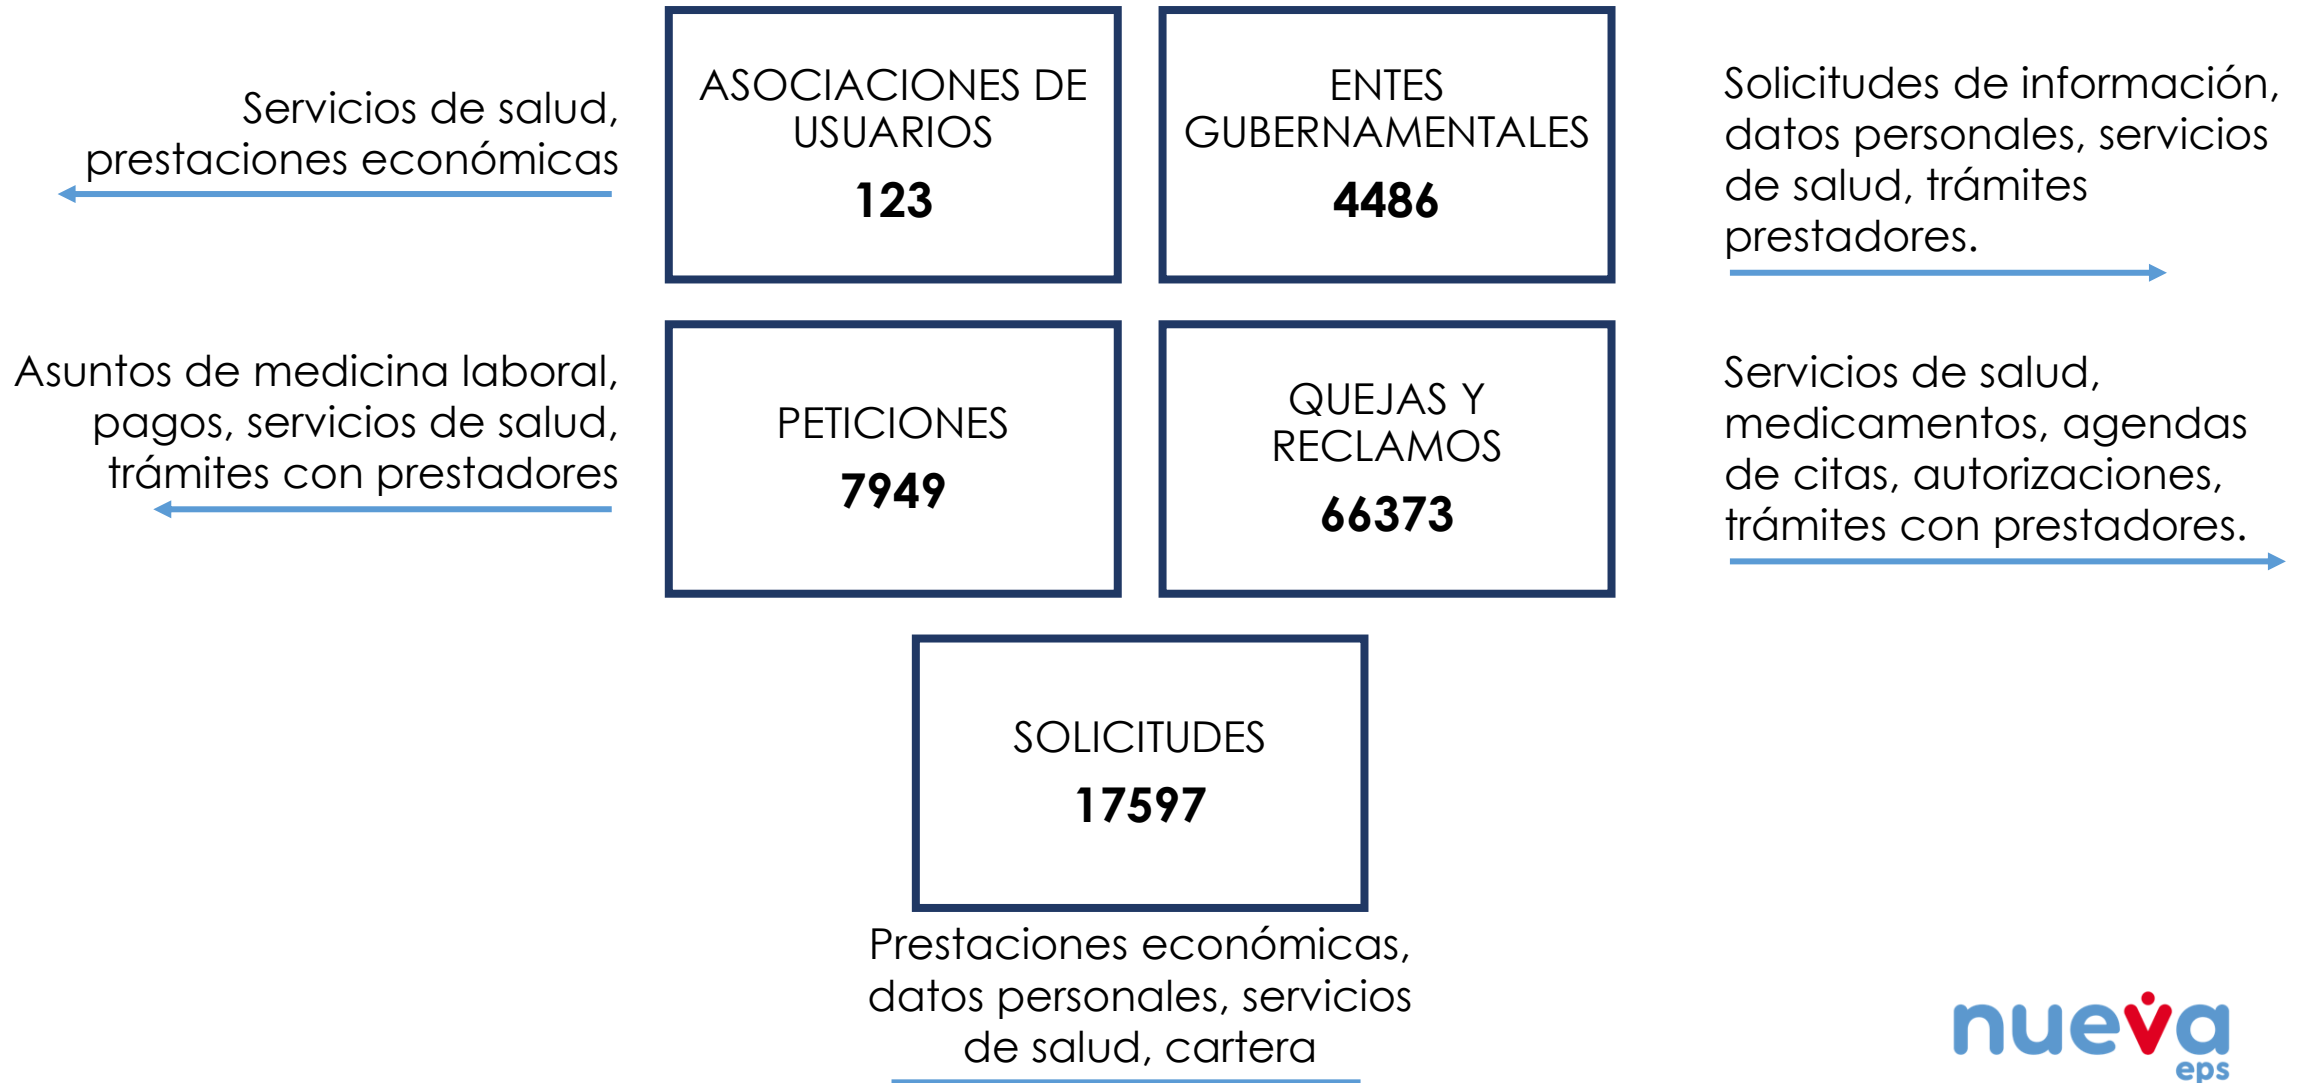 Servicios de salud,
prestaciones económicas
ASOCIACIONES DE
USUARIOS
123
ENTES
GUBERNAMENTALES
4486
Solicitudes de información,
datos personales, servicios
de salud, trámites
prestadores.
Asuntos de medicina laboral,
pagos, servicios de salud,
trámites con prestadores
PETICIONES
7949
QUEJAS Y
RECLAMOS
66373
Servicios de salud,
medicamentos, agendas
de citas, autorizaciones,
trámites con prestadores.
SOLICITUDES
17597
Prestaciones económicas,
datos personales, servicios
de salud, cartera
nueva
eps